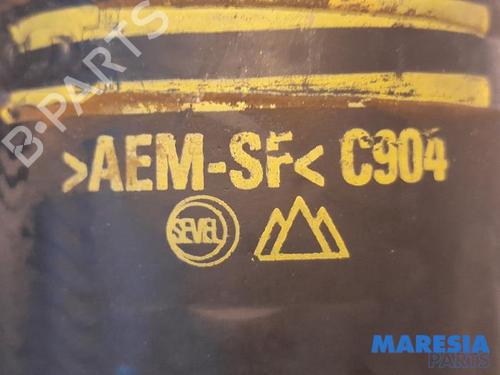 B-PARTS
>AEM-SF< C904
SEVEL
MARESIA
PARTS